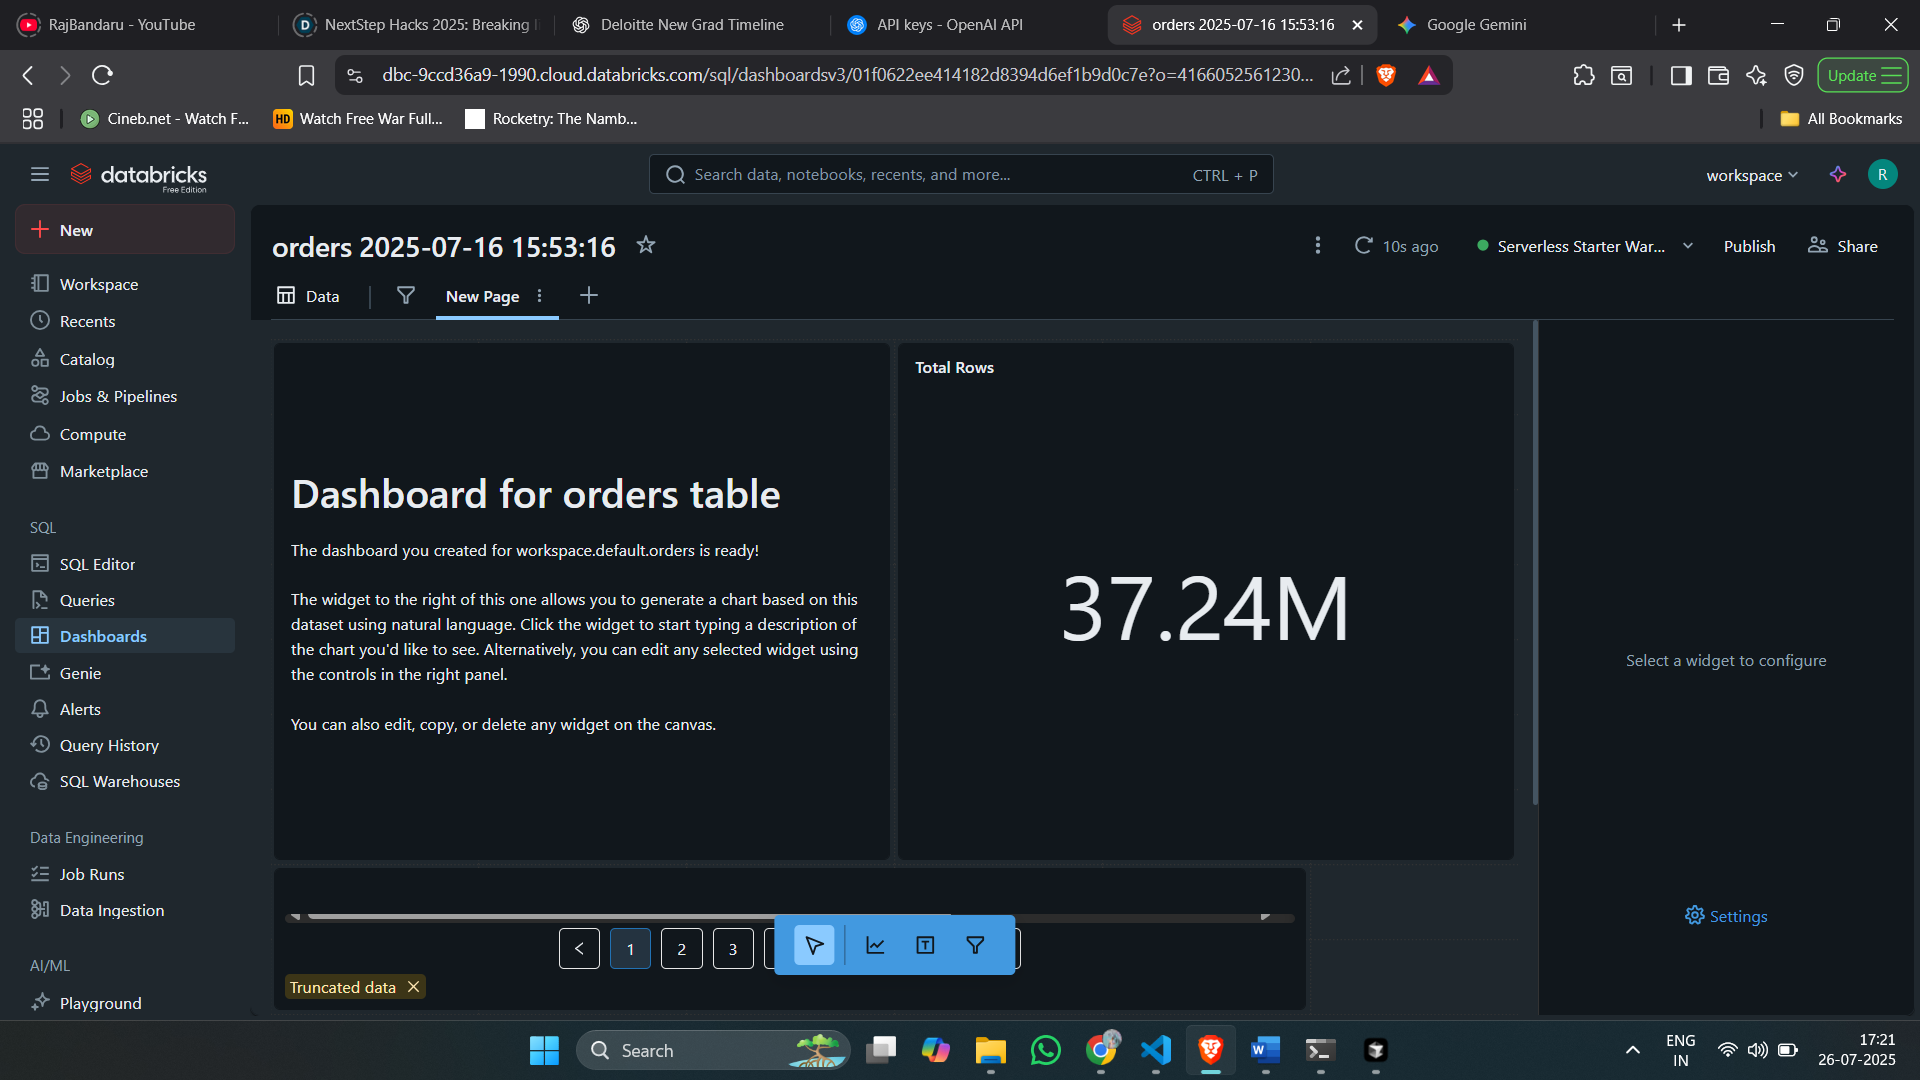 RajBandaru - YouTube
NextStep Hacks 2025: Breaking
Deloitte New Grad Timeline
API keys - OpenAI API
orders 2025-07-16 15:53:16
Google Gemini
dbc-9ccd36a9-1990.cloud.databricks.com/sql/dashboardsv3/01f0622ee414182d8394d6ef1b9d0c7e?o=4166052561230...
Update
Cineb.net - Watch F...
HD
Watch Free War Full...
Rocketry: The Namb...
All Bookmarks
databricks
Free Edition
Search data, notebooks, recents, and more...
CTRL + P
workspace
R
New
Workspace
Recents
Catalog
Jobs & Pipelines
Compute
Marketplace
SQL
SQL Editor
Queries
Dashboards
Genie
Alerts
Query History
SQL Warehouses
Data Engineering
Job Runs
Data Ingestion
AI/ML
Playground
orders 2025-07-16 15:53:16
10s ago
Serverless Starter War...
Publish
Share
Data
New Page
Dashboard for orders table
The dashboard you created for workspace.default.orders is ready!
The widget to the right of this one allows you to generate a chart based on this
dataset using natural language. Click the widget to start typing a description of
the chart you'd like to see. Alternatively, you can edit any selected widget using
the controls in the right panel.
You can also edit, copy, or delete any widget on the canvas.
Total Rows
37.24M
Select a widget to configure
Settings
1 2 3
Truncated data
Search
ENG
IN
17:21
26-07-2025